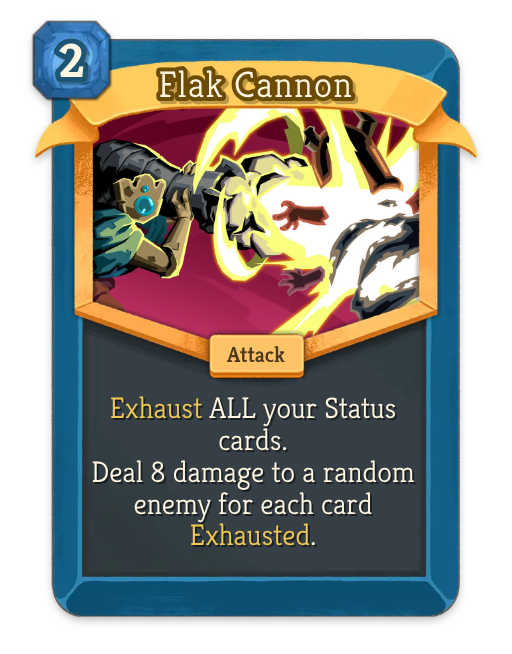 2
Flak Cannon
Attack
Exhaust ALL your Status
cards.
Deal 8 damage to a random
enemy for each card
Exhausted.